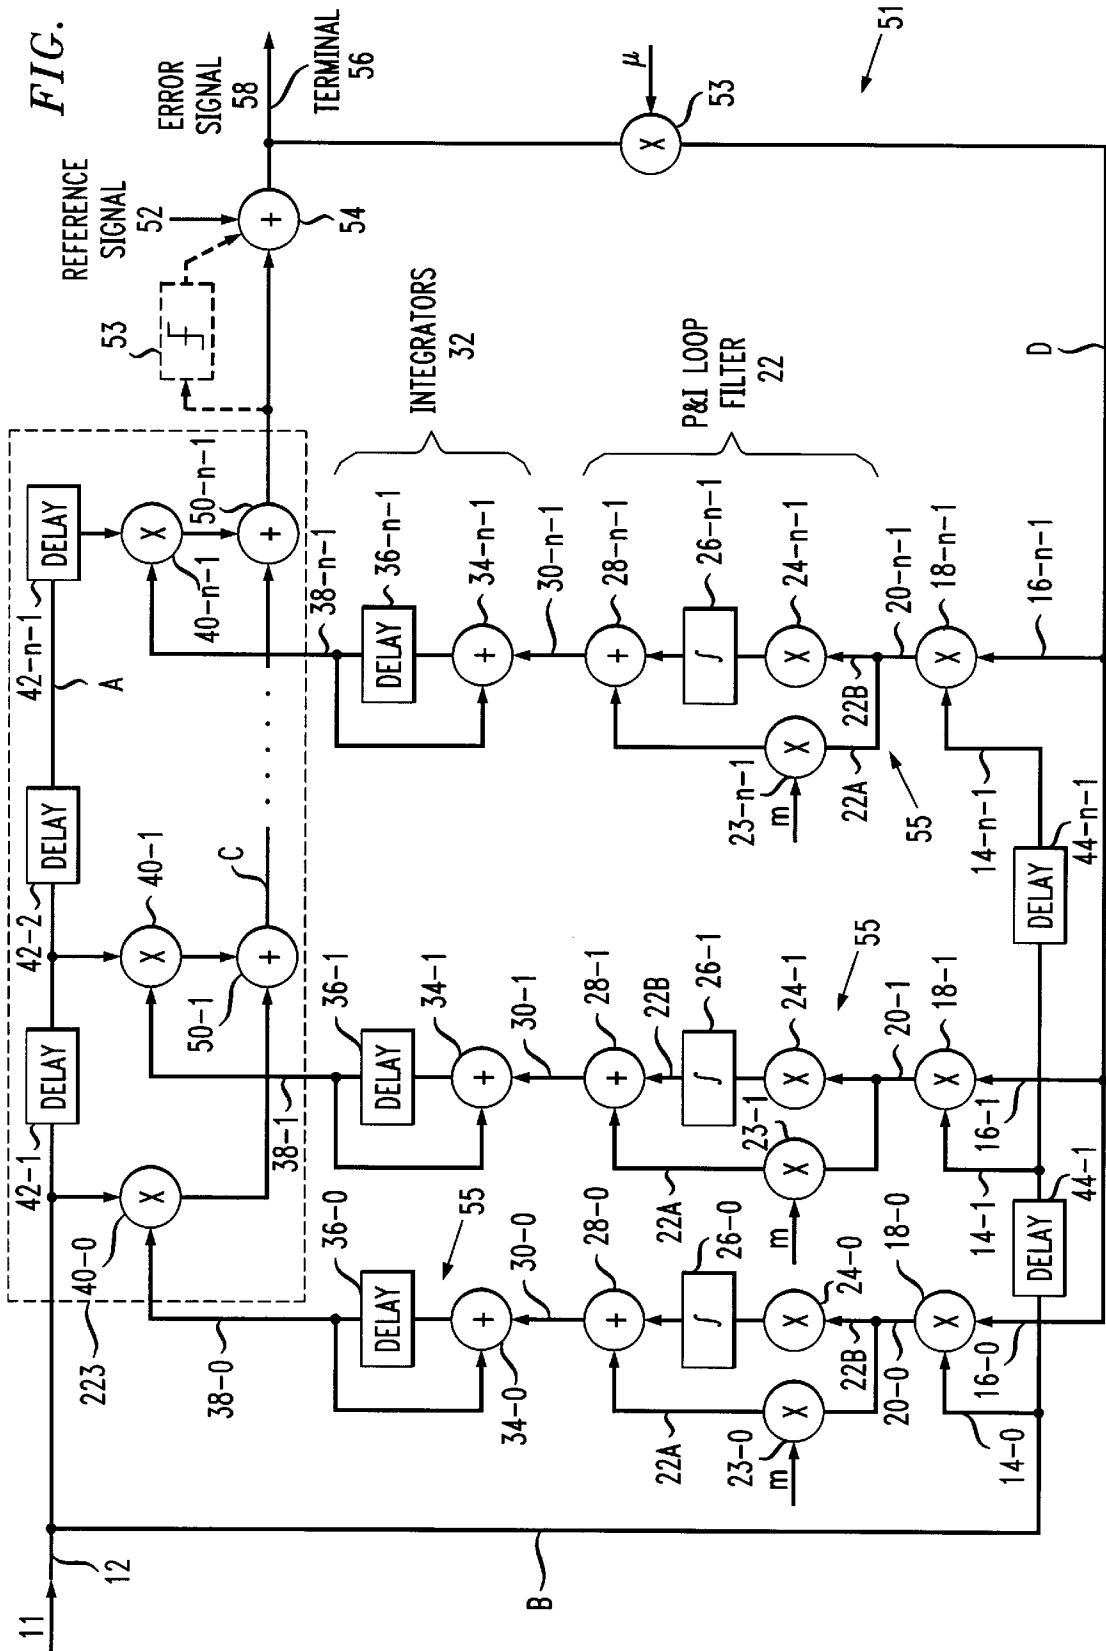 FIG.
11
12
223
42-1
DELAY
42-2
DELAY
42-n-1
DELAY
A
40-0
X
40-1
X
40-n-1
X
50-1
+
C
50-n-1
+
53
REFERENCE
SIGNAL
52
+
54
ERROR
SIGNAL
58
TERMINAL
56
38-0
38-1
38-n-1
36-0
DELAY
55
36-1
DELAY
36-n-1
DELAY
INTEGRATORS
32
34-0
+
34-1
+
34-n-1
+
30-0
30-1
30-n-1
28-0
+
28-1
+
28-n-1
+
P&I LOOP
FILTER
22
22A
22A
22B
26-0
∫
26-1
∫
26-n-1
∫
23-0
X
m
24-0
X
23-1
X
m
24-1
X
55
23-n-1
X
m
24-n-1
X
22B
22A
22B
55
20-0
20-1
20-n-1
18-0
X
18-1
X
18-n-1
X
μ
X
53
51
14-0
16-0
14-1
16-1
14-n-1
16-n-1
44-1
DELAY
44-n-1
DELAY
B
D